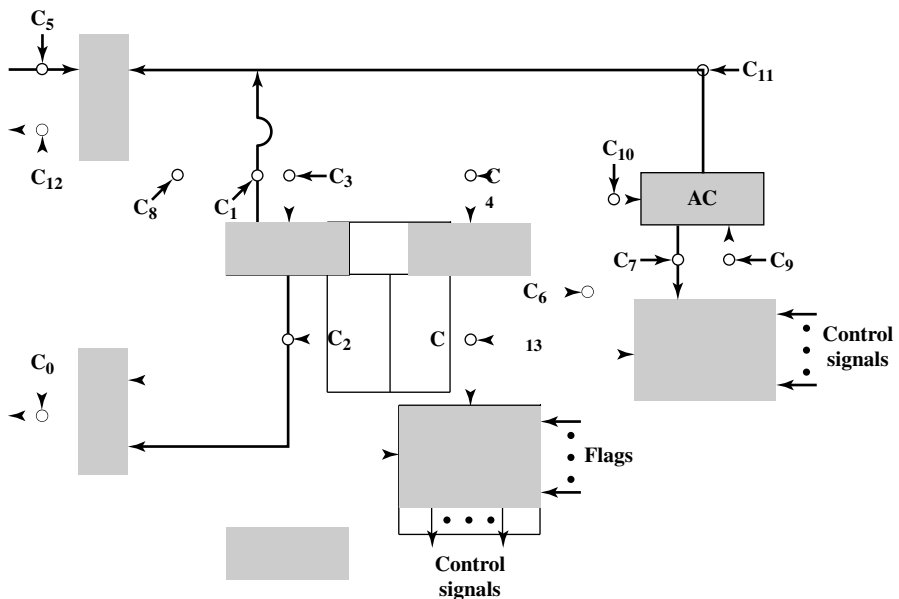 C5
C11
C12
C10
C8
C1
C3
C
4
AC
C7
C9
C6
C2
C
13
Control
signals
C0
Flags
Control
signals